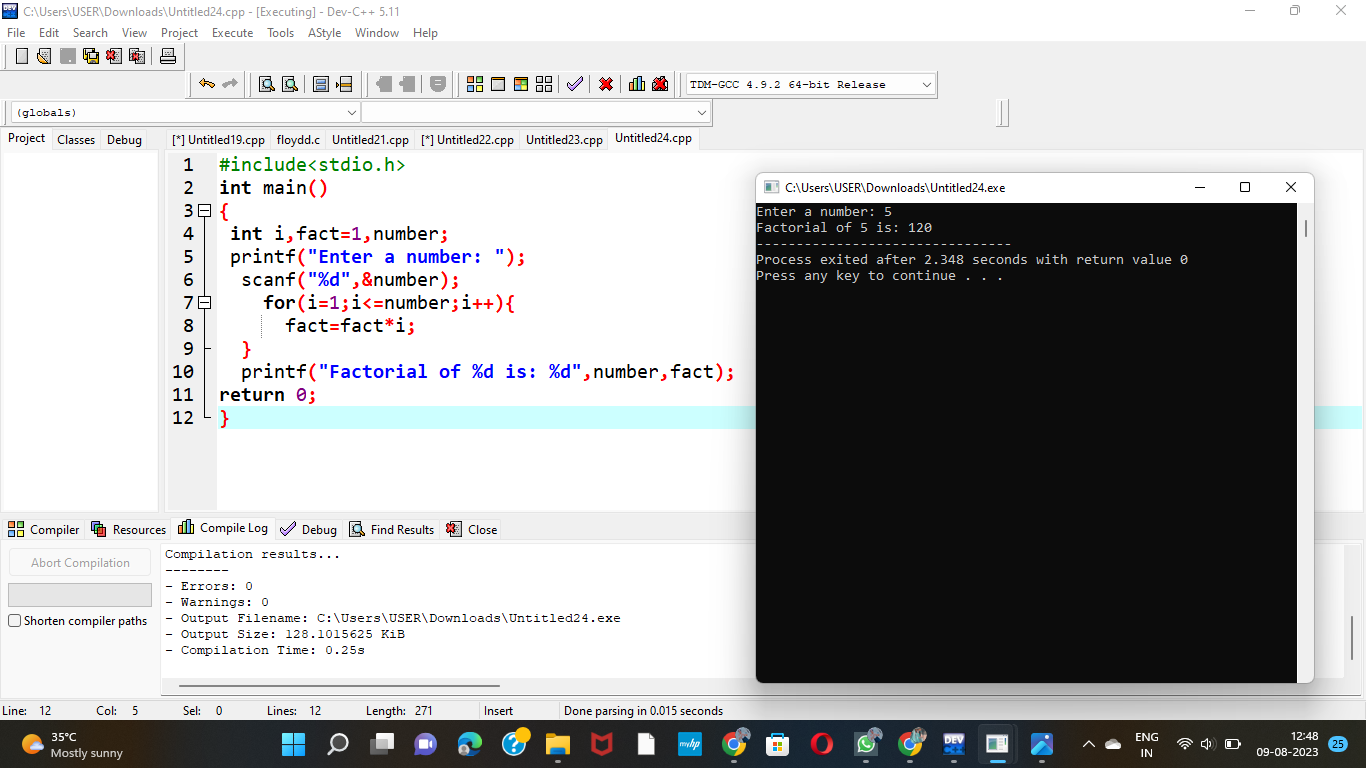 C:\Users\USER\Downloads\Untitled24.cpp - [Executing] - Dev-C++ 5.11
File Edit Search View Project Execute Tools AStyle Window Help
TDM-GCC 4.9.2 64-bit Release
(globals)
Project Classes Debug
[*] Untitled19.cpp floydd.c Untitled21.cpp [*] Untitled22.cpp Untitled23.cpp Untitled24.cpp
1 #include<stdio.h>
2 int main()
3 {
4 int i,fact=1,number;
5 printf("Enter a number: ");
6 scanf("%d",&number);
7 for(i=1;i<=number;i++){
8 fact=fact*i;
9 }
10 printf("Factorial of %d is: %d",number,fact);
11 return 0;
12 }
C:\Users\USER\Downloads\Untitled24.exe
Enter a number: 5
Factorial of 5 is: 120
--------------------------------
Process exited after 2.348 seconds with return value 0
Press any key to continue . . .
Compiler Resources Compile Log Debug Find Results Close
Abort Compilation
Shorten compiler paths
Compilation results...
--------
- Errors: 0
- Warnings: 0
- Output Filename: C:\Users\USER\Downloads\Untitled24.exe
- Output Size: 128.1015625 KiB
- Compilation Time: 0.25s
Line: 12 Col: 5 Sel: 0 Lines: 12 Length: 271 Insert Done parsing in 0.015 seconds
35°C
Mostly sunny
myhp
DEV
ENG
IN
12:48
09-08-2023
25